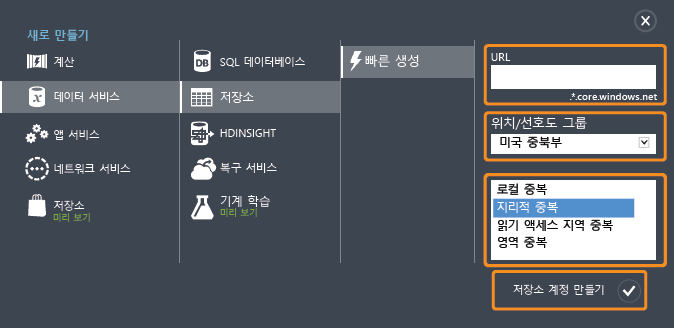 새로 만들기
계산
데이터 서비스
앱 서비스
네트워크 서비스
저장소
미리 보기
DB
SQL 데이터베이스
저장소
HDINSIGHT
복구 서비스
기계 학습
미리 보기
빠른 생성
URL
.*.core.windows.net
위치/선호도 그룹
미국 중북부
로컬 중복
지리적 중복
읽기 액세스 지역 중복
영역 중복
저장소 계정 만들기